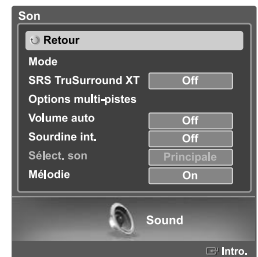 Son
Retour
Mode
SRS TruSurround XT Off
Options multi-pistes
Volume auto Off
Sourdine int. Off
Sélect. son Principale
Mélodie On
Sound
Intro.